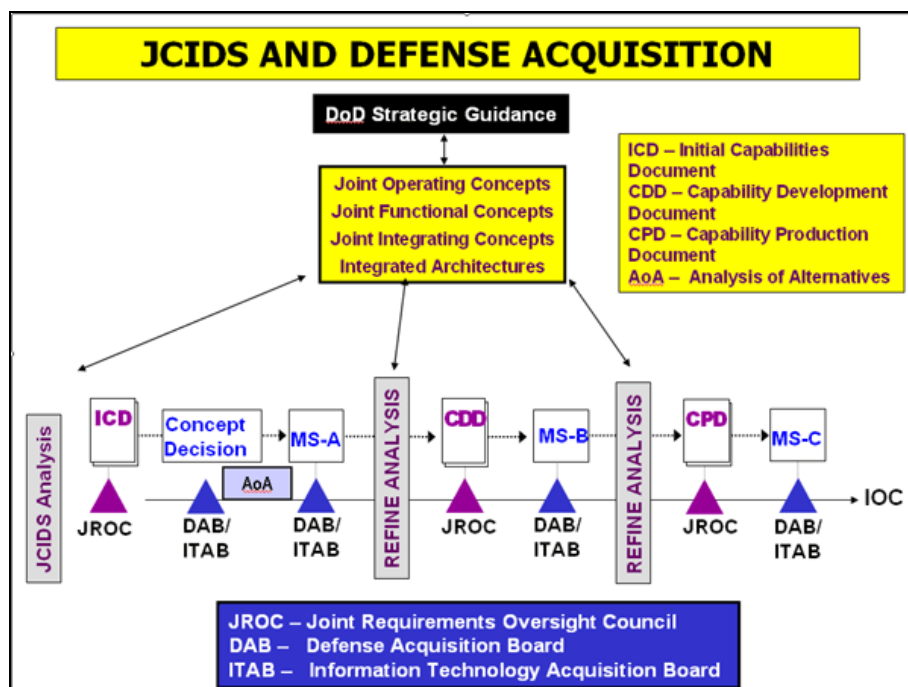 JCIDS AND DEFENSE ACQUISITION
DoD Strategic Guidance
Joint Operating Concepts
Joint Functional Concepts
Joint Integrating Concepts
Integrated Architectures
ICD – Initial Capabilities
Document
CDD – Capability Development
Document
CPD – Capability Production
Document
AoA – Analysis of Alternatives
JCIDS Analysis
ICD
Concept
Decision
MS-A
REFINE ANALYSIS
CDD
MS-B
REFINE ANALYSIS
CPD
MS-C
AoA
IOC
JROC
DAB/
ITAB
DAB/
ITAB
JROC
DAB/
ITAB
JROC
DAB/
ITAB
JROC – Joint Requirements Oversight Council
DAB – Defense Acquisition Board
ITAB – Information Technology Acquisition Board